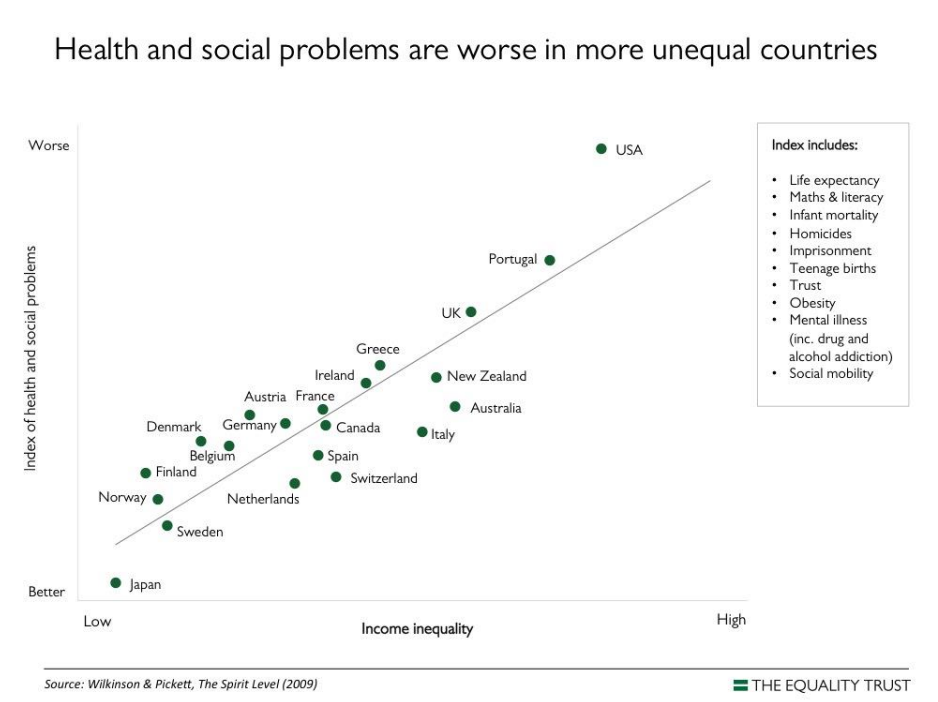 Health and social problems are worse in more unequal countries
Worse
Index of health and social problems
Better
USA
Portugal
UK
Greece
Ireland
New Zealand
Austria
France
Australia
Denmark
Germany
Canada
Italy
Belgium
Spain
Finland
Switzerland
Norway
Netherlands
Sweden
Japan
Low
Income inequality
High
Index includes:
• Life expectancy
• Maths & literacy
• Infant mortality
• Homicides
• Imprisonment
• Teenage births
• Trust
• Obesity
• Mental illness
(inc. drug and
alcohol addiction)
• Social mobility
Source: Wilkinson & Pickett, The Spirit Level (2009)
THE EQUALITY TRUST